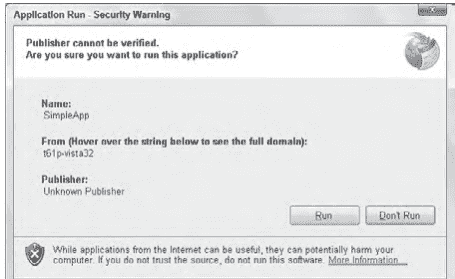 Application Run - Security Warning
Publisher cannot be verified.
Are you sure you want to run this application?
Name:
SimpleApp
From (Hover over the string below to see the full domain):
t61p-vista32
Publisher:
Unknown Publisher
Run
Don't Run
While applications from the Internet can be useful, they can potentially harm your
computer. If you do not trust the source, do not run this software. More Information...